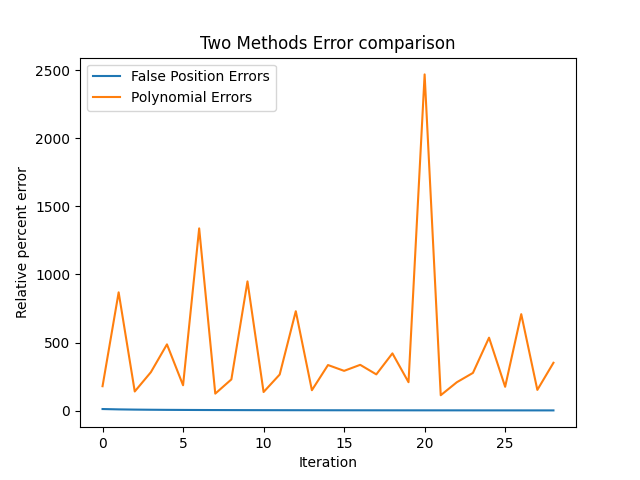 Two Methods Error comparison
False Position Errors
Polynomial Errors
2500
2000
1500
1000
500
0
Relative percent error
0 5 10 15 20 25
Iteration